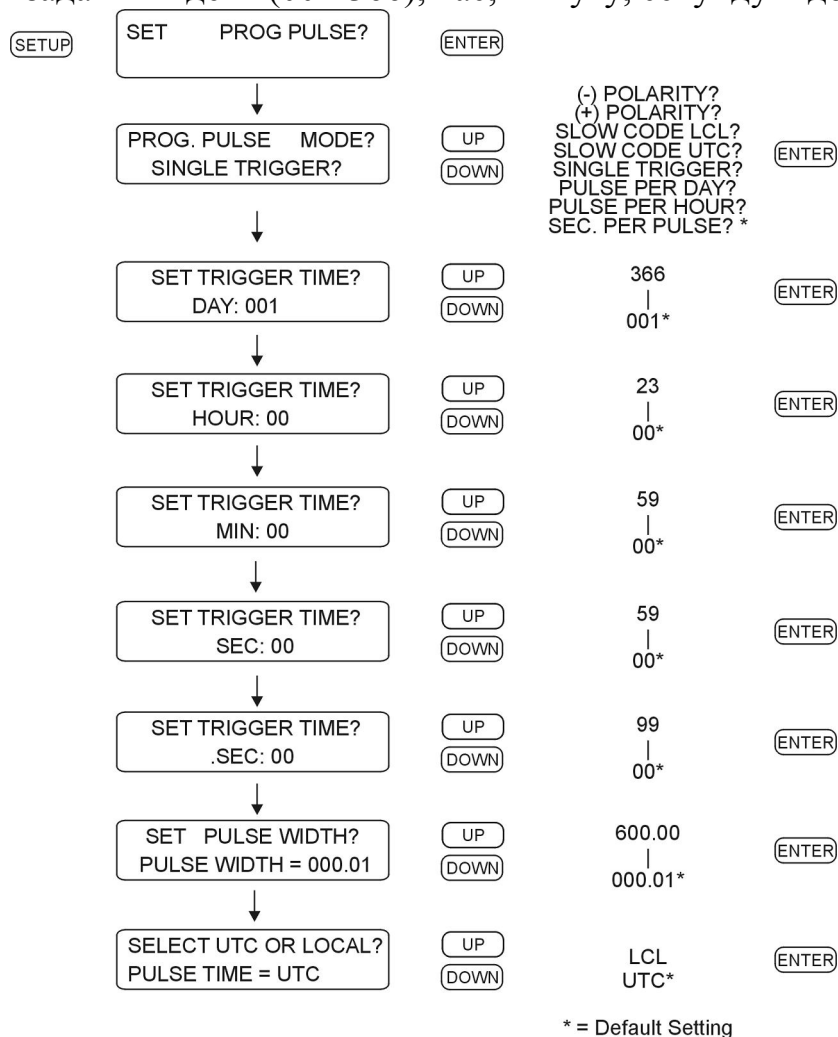 SETUP
SET PROG PULSE?
ENTER
PROG. PULSE MODE?
SINGLE TRIGGER?
UP
DOWN
(-) POLARITY?
(+) POLARITY?
SLOW CODE LCL?
SLOW CODE UTC?
SINGLE TRIGGER?
PULSE PER DAY?
PULSE PER HOUR?
SEC. PER PULSE? *
ENTER
SET TRIGGER TIME?
DAY: 001
UP
DOWN
366
|
001*
ENTER
SET TRIGGER TIME?
HOUR: 00
UP
DOWN
23
|
00*
ENTER
SET TRIGGER TIME?
MIN: 00
UP
DOWN
59
|
00*
ENTER
SET TRIGGER TIME?
SEC: 00
UP
DOWN
59
|
00*
ENTER
SET TRIGGER TIME?
.SEC: 00
UP
DOWN
99
|
00*
ENTER
SET PULSE WIDTH?
PULSE WIDTH = 000.01
UP
DOWN
600.00
|
000.01*
ENTER
SELECT UTC OR LOCAL?
PULSE TIME = UTC
UP
DOWN
LCL
UTC*
ENTER
* = Default Setting